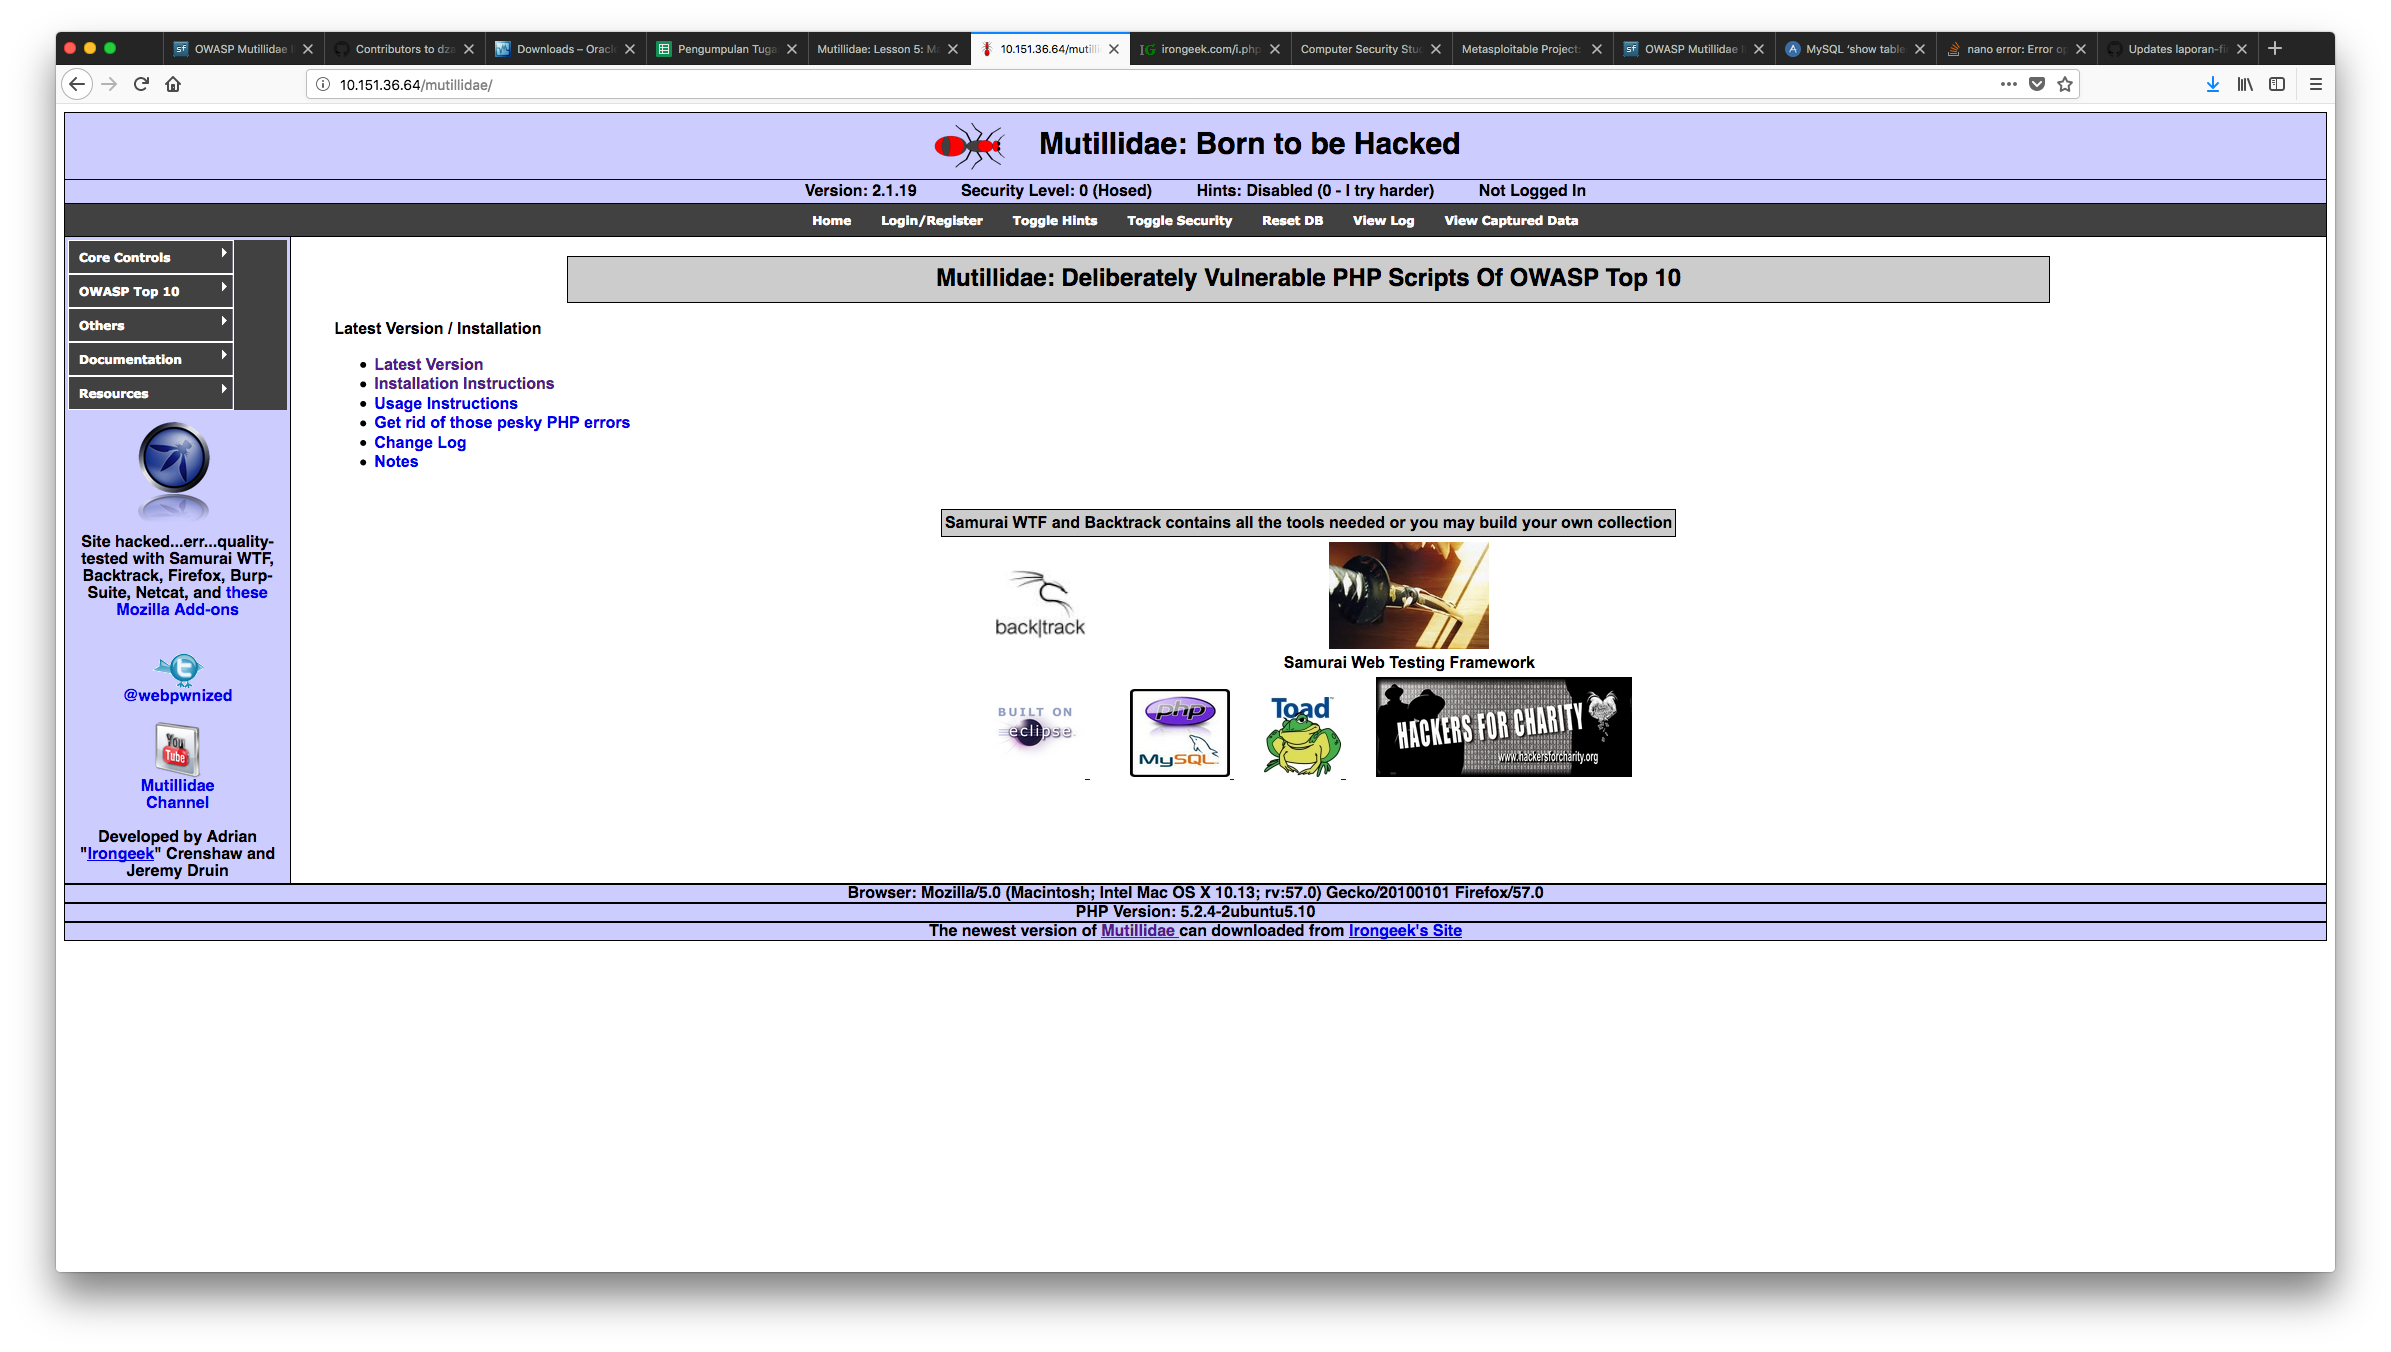 OWASP Mutillidae
Contributors to dza
Downloads – Oracle
Pengumpulan Tuga
Mutillidae: Lesson 5: M
10.151.36.64/mutilli
irongeek.com/i.php
Computer Security Stu
Metasploitable Project
OWASP Mutillidae
MySQL ‘show table
nano error: Error op
Updates laporan-fi
10.151.36.64/mutillidae/
Mutillidae: Born to be Hacked
Version: 2.1.19 Security Level: 0 (Hosed) Hints: Disabled (0 - I try harder) Not Logged In
Home Login/Register Toggle Hints Toggle Security Reset DB View Log View Captured Data
Core Controls
OWASP Top 10
Others
Documentation
Resources
Site hacked...err...quality-
tested with Samurai WTF,
Backtrack, Firefox, Burp-
Suite, Netcat, and these
Mozilla Add-ons
@webpwnized
You
Tube
Mutillidae
Channel
Developed by Adrian
"Irongeek" Crenshaw and
Jeremy Druin
Mutillidae: Deliberately Vulnerable PHP Scripts Of OWASP Top 10
Latest Version / Installation
Latest Version
Installation Instructions
Usage Instructions
Get rid of those pesky PHP errors
Change Log
Notes
Samurai WTF and Backtrack contains all the tools needed or you may build your own collection
back|track
Samurai Web Testing Framework
BUILT ON
eclipse
php
MySQL
Toad
HACKERS FOR CHARITY
www.hackersforcharity.org
Browser: Mozilla/5.0 (Macintosh; Intel Mac OS X 10.13; rv:57.0) Gecko/20100101 Firefox/57.0
PHP Version: 5.2.4-2ubuntu5.10
The newest version of Mutillidae can downloaded from Irongeek's Site